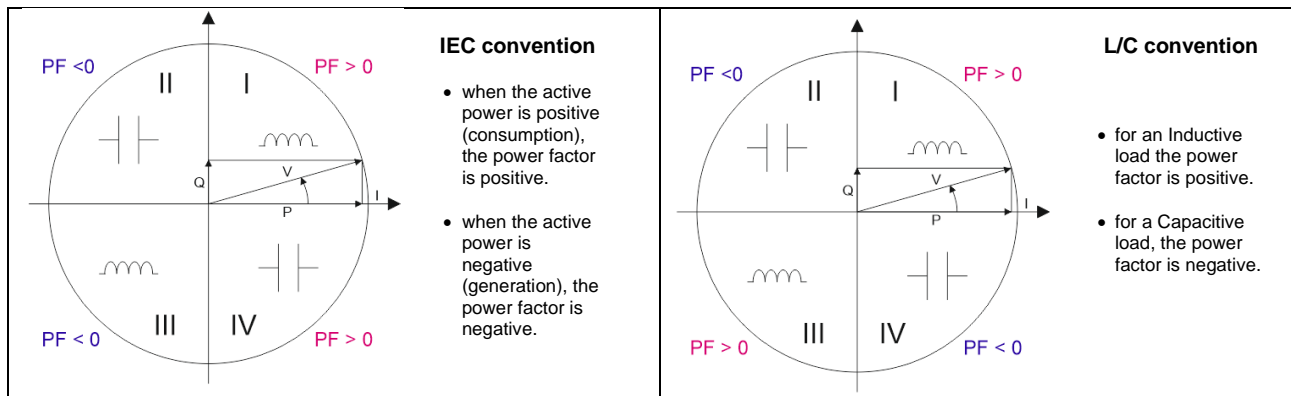 IEC convention
PF <0
PF > 0
II
I
• when the active
power is positive
(consumption),
the power factor
is positive.
Q
V
P
I
• when the active
power is
negative
(generation), the
power factor is
negative.
III
IV
PF < 0
PF > 0
L/C convention
PF <0
PF > 0
II
I
• for an Inductive
load the power
factor is positive.
Q
V
P
I
• for a Capacitive
load, the power
factor is negative.
III
IV
PF > 0
PF < 0